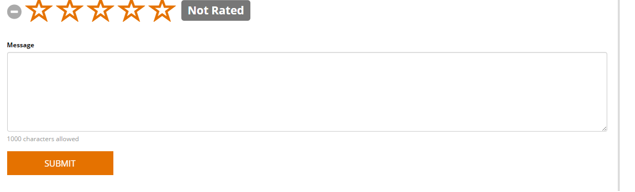 Not Rated
Message
1000 characters allowed
SUBMIT